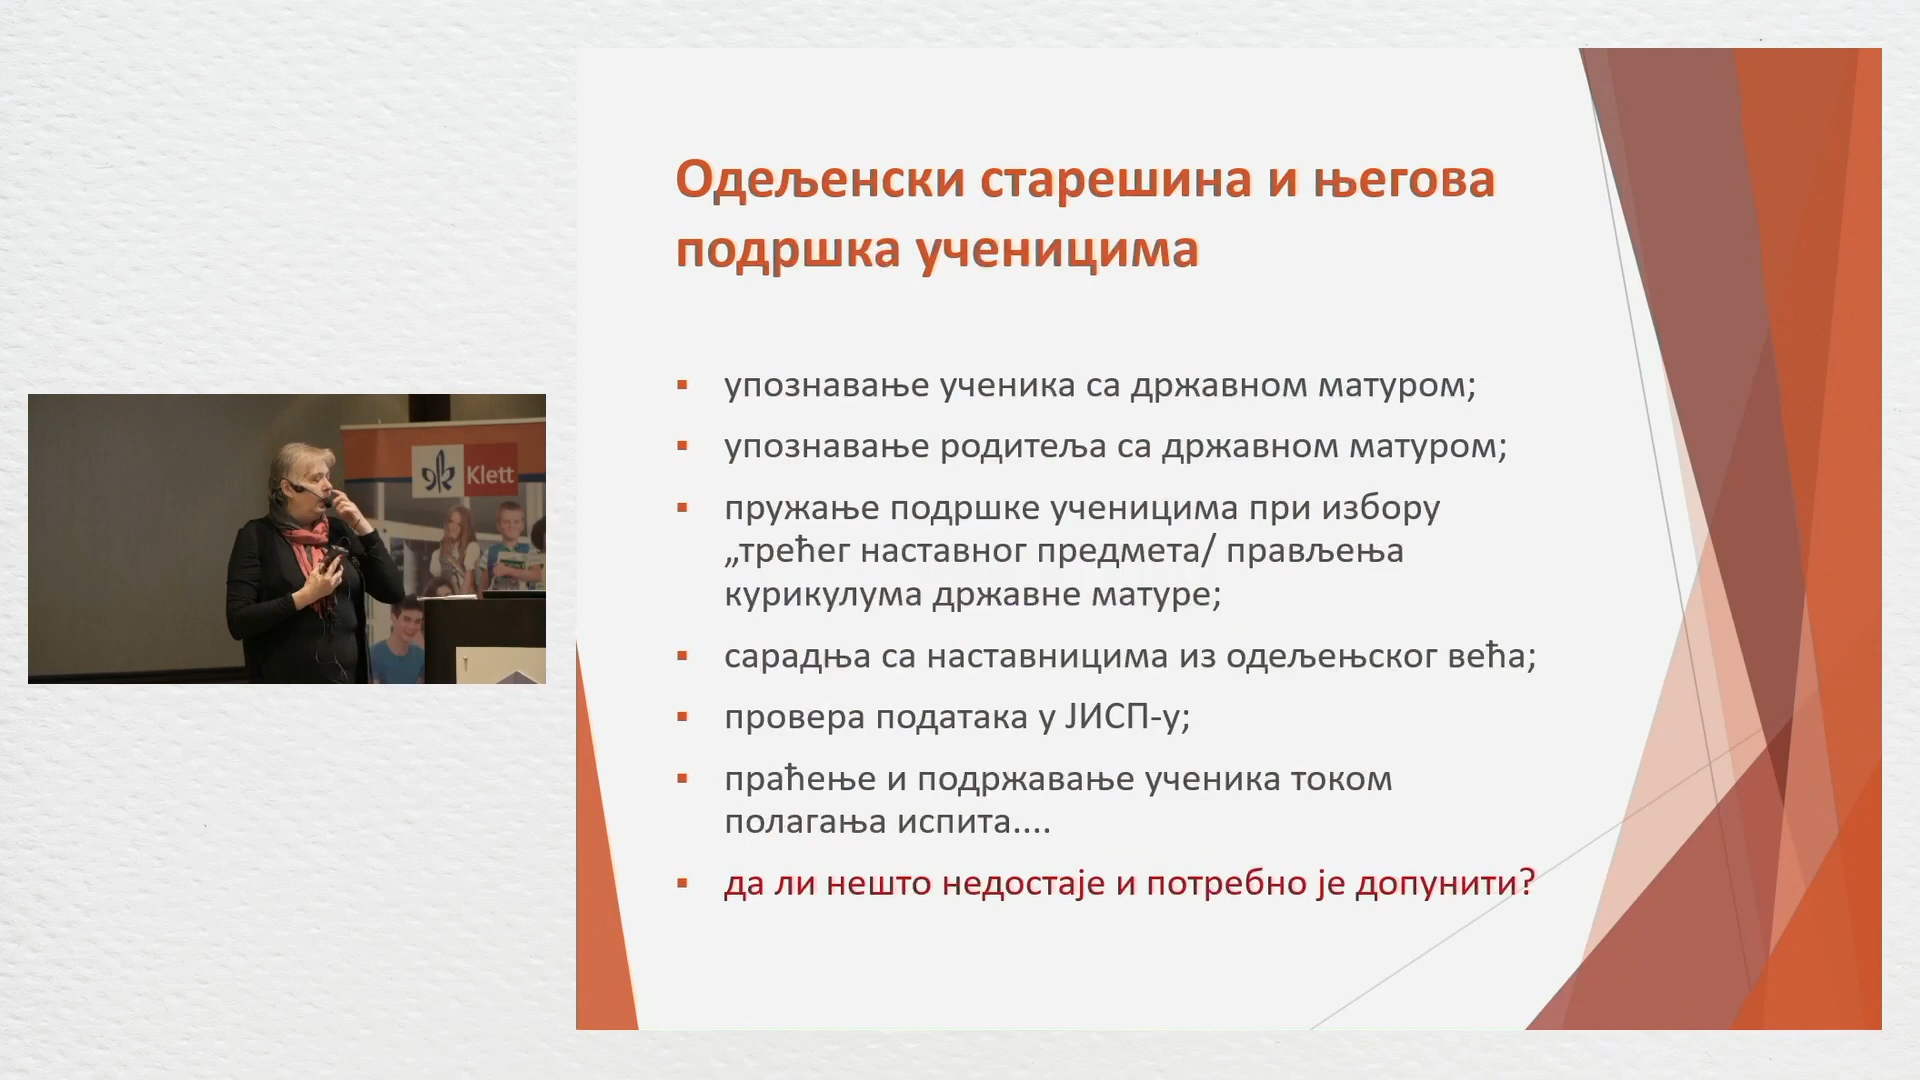 Одељенски старешина и његова
подршка ученицима
упознавање ученика са државном матуром;
упознавање родитеља са државном матуром;
пружање подршке ученицима при избору
„трећег наставног предмета/ прављења
курикулума државне матуре;
сарадња са наставницима из одељењског већа;
провера података у ЈИСП-у;
праћење и подржавање ученика током
полагања испита....
да ли нешто недостаје и потребно је допунити?
Klett